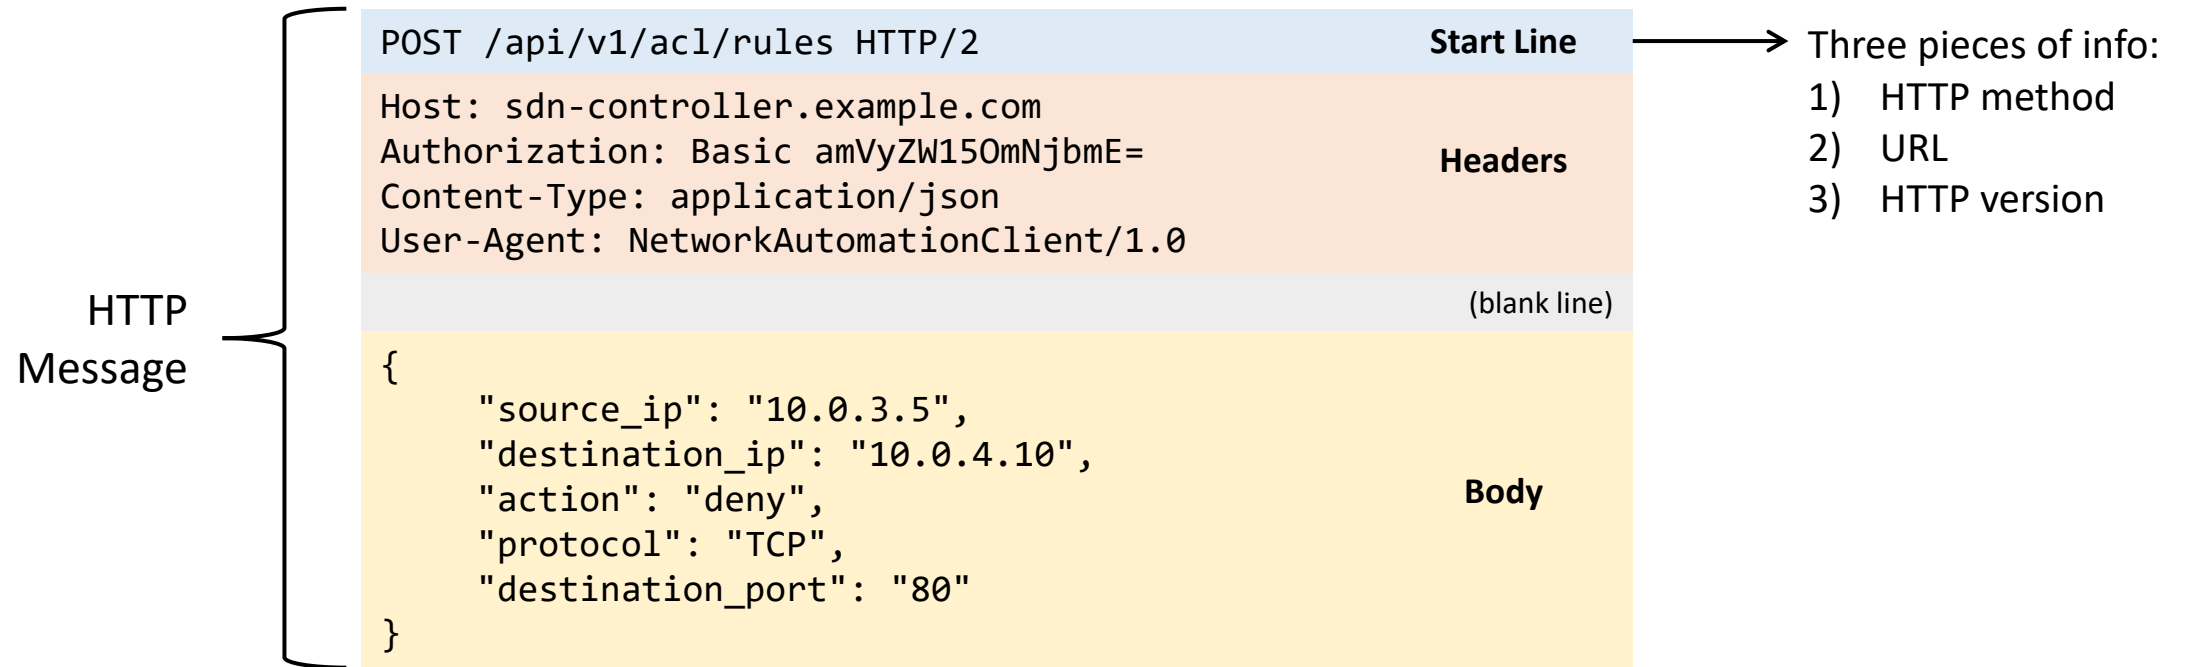 HTTP
Message
POST /api/v1/acl/rules HTTP/2
Start Line
Host: sdn-controller.example.com
Authorization: Basic amVyZW15OmNjbmE=
Content-Type: application/json
User-Agent: NetworkAutomationClient/1.0
Headers
(blank line)
{
"source_ip": "10.0.3.5",
"destination_ip": "10.0.4.10",
"action": "deny",
"protocol": "TCP",
"destination_port": "80"
}
Body
Three pieces of info:
1) HTTP method
2) URL
3) HTTP version